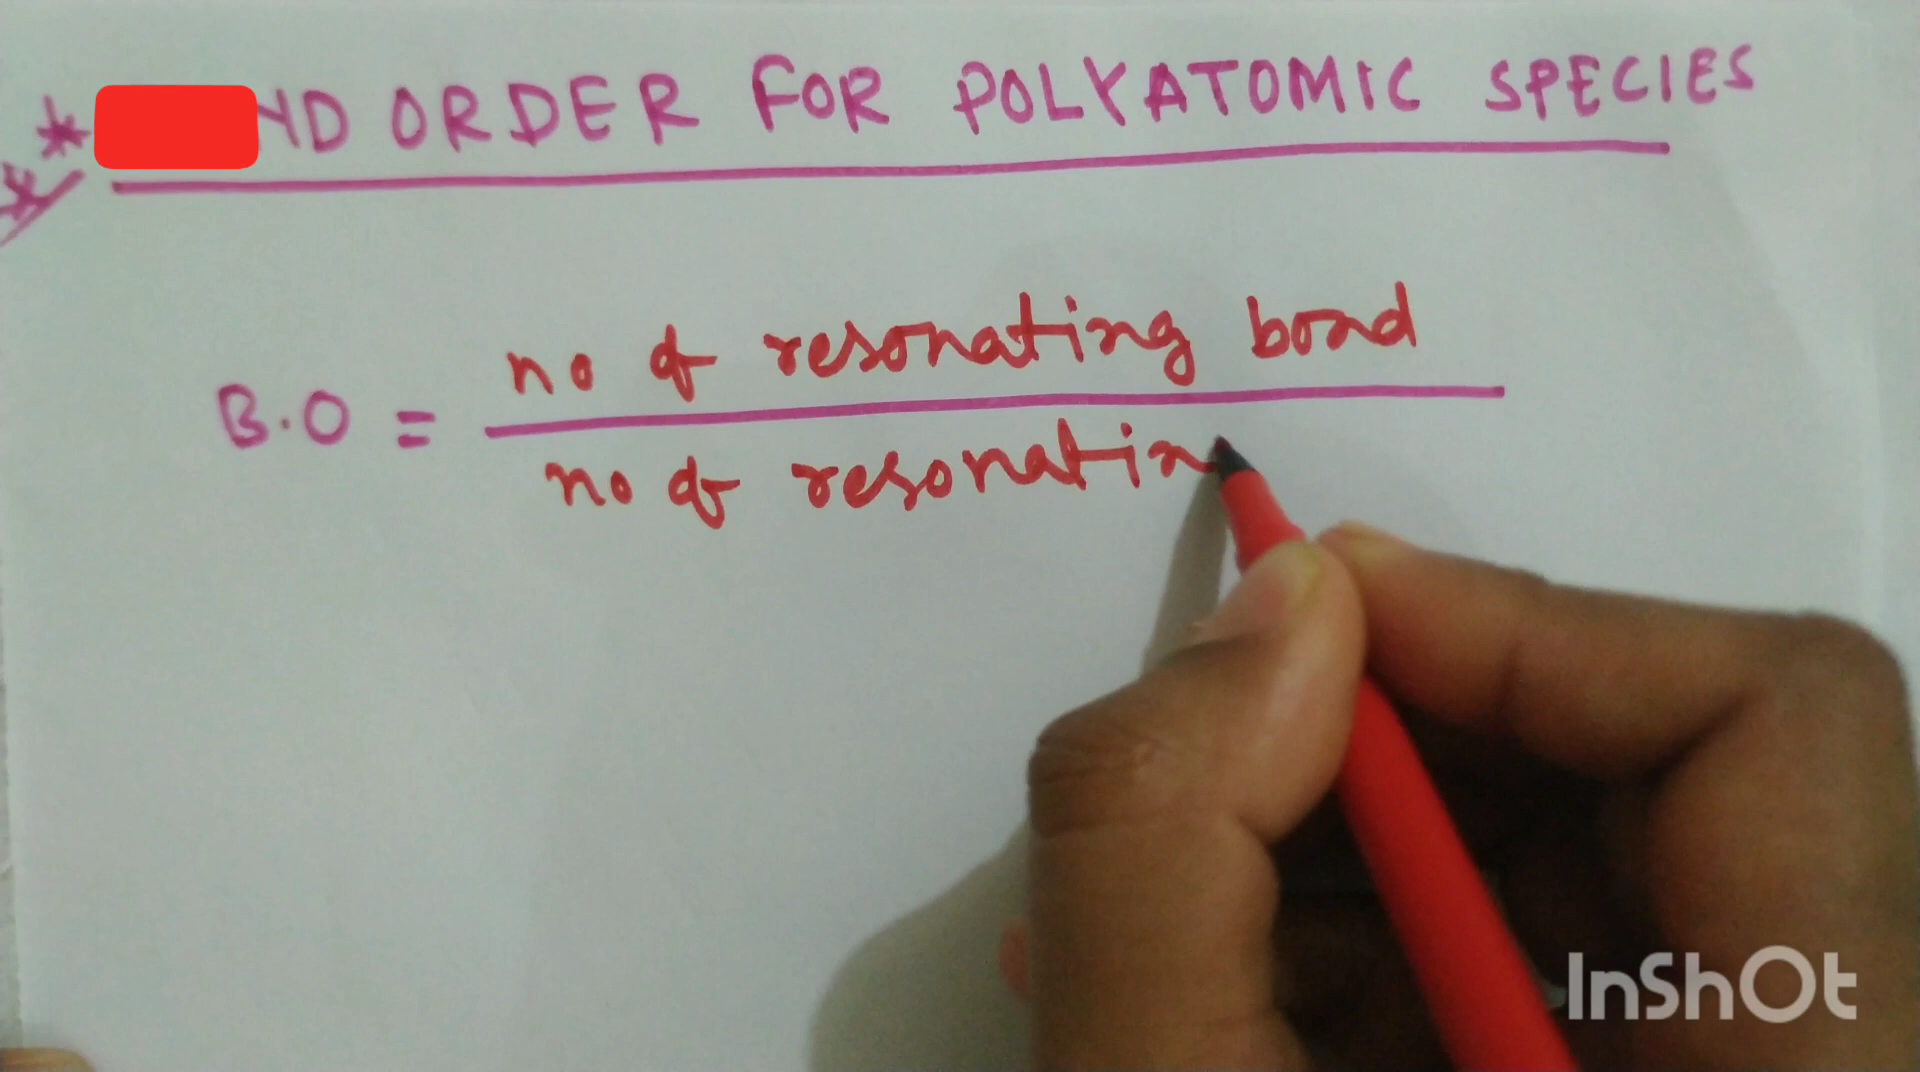 ND ORDER FOR POLYATOMIC SPECIES
no of resonating bond
B.O =
no of resonatin
InShOt